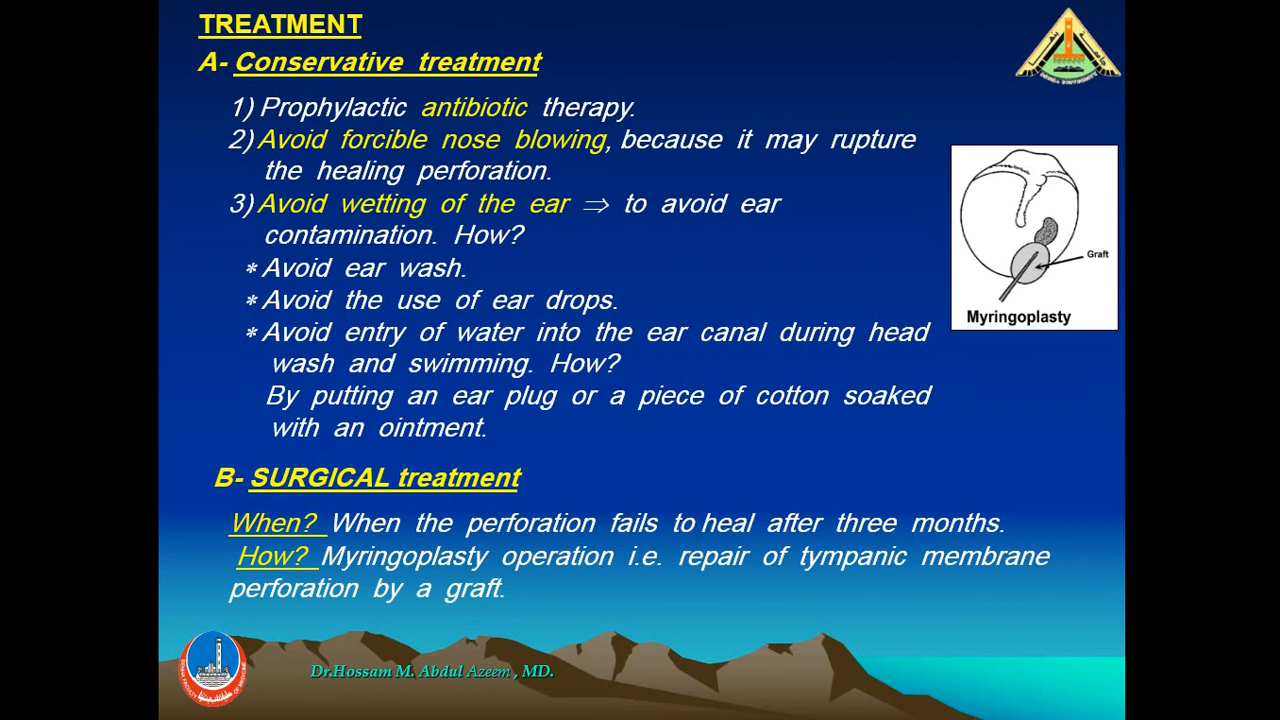 TREATMENT
A- Conservative treatment
1) Prophylactic antibiotic therapy.
2) Avoid forcible nose blowing, because it may rupture
the healing perforation.
3) Avoid wetting of the ear ⇒ to avoid ear
contamination. How?
* Avoid ear wash.
* Avoid the use of ear drops.
* Avoid entry of water into the ear canal during head
wash and swimming. How?
By putting an ear plug or a piece of cotton soaked
with an ointment.
Graft
Myringoplasty
B- SURGICAL treatment
When? When the perforation fails to heal after three months.
How? Myringoplasty operation i.e. repair of tympanic membrane
perforation by a graft.
Dr.Hossam M. Abdul Azeem , MD.